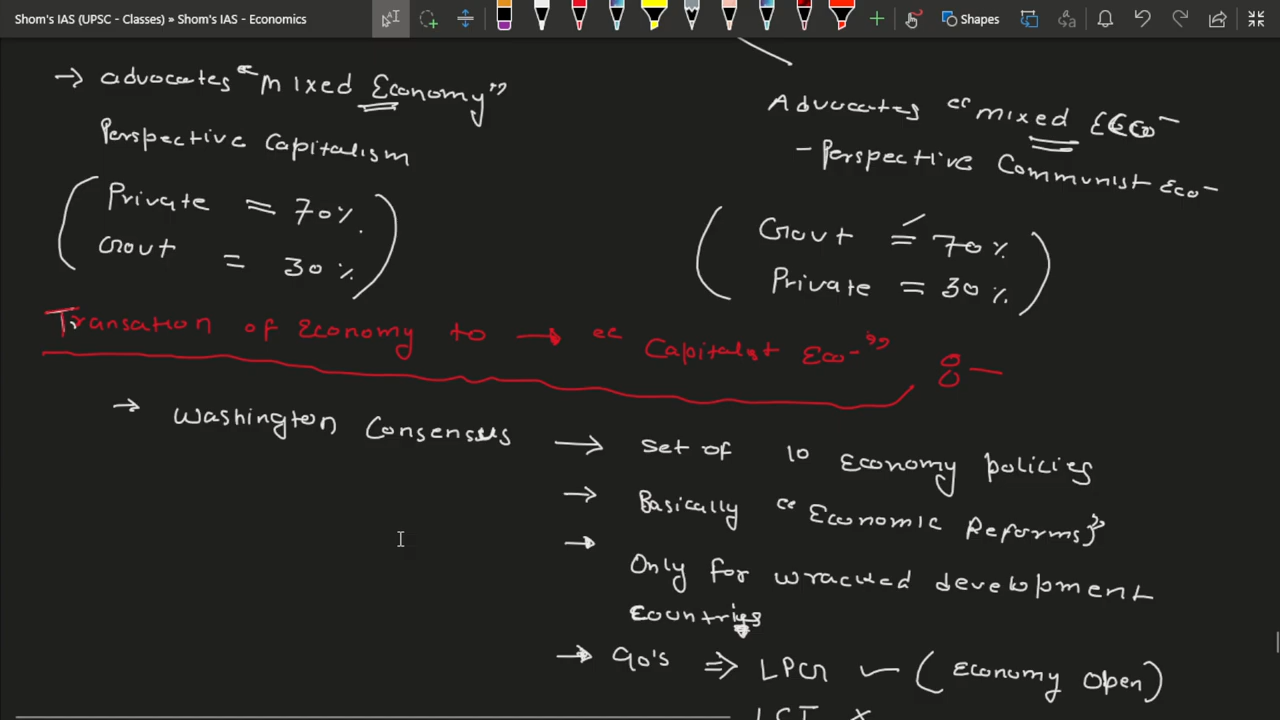 Shom's IAS (UPSC - Classes) » Shom's IAS - Economics
Shapes
→ advocates "mixed Economy"
Perspective Capitalism
(Private = 70%.
Govt = 30%.)
Advocates "mixed Eco-
- Perspective Communist Eco-
(Govt = 70%.
Private = 30%.)
Transation of Economy to → "Capitalist Eco-" :-
→ Washington Consensus → Set of 10 Economy policies
→ Basically "Economic Reforms}
→ Only for wracked development
Countries
→ 90's ⇒ LPG ✓ (Economy Open)